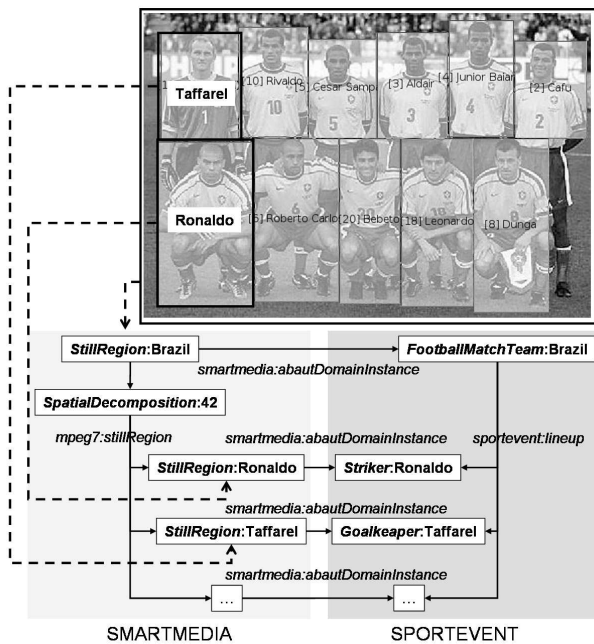 [10] Rivaldo
[5] Cesar Samp
[3] Aldair
[4] Junior Baiar
[2] Cafu
Taffarel
1
10
5
3
4
2
Ronaldo
[6] Roberto Carlo
[20] Bebeto
[18] Leonardo
[8] Dunga
6
20
8
StillRegion:Brazil
FootballMatchTeam:Brazil
smartmedia:abautDomainInstance
SpatialDecomposition:42
mpeg7:stillRegion
smartmedia:abautDomainInstance
sportevent:lineup
StillRegion:Ronaldo
Striker:Ronaldo
smartmedia:abautDomainInstance
StillRegion:Taffarel
Goalkeaper:Taffarel
smartmedia:abautDomainInstance
...
...
SMARTMEDIA
SPORTEVENT